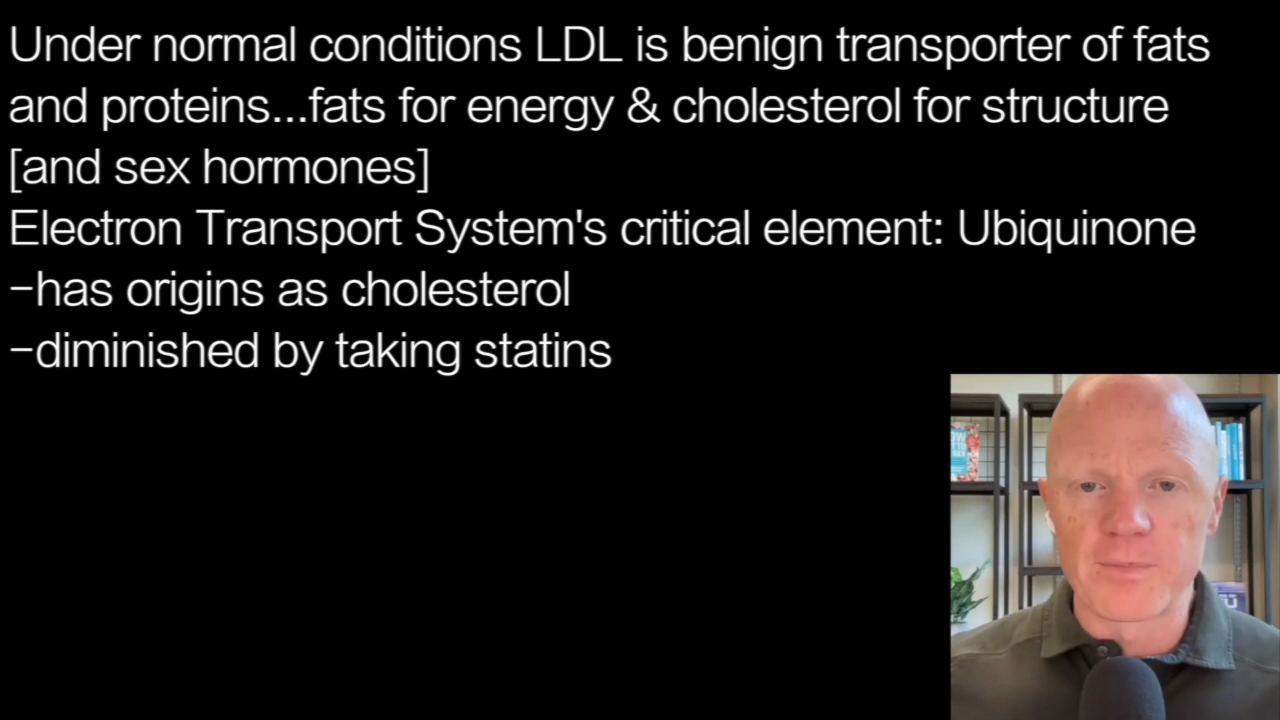 Under normal conditions LDL is benign transporter of fats
and proteins...fats for energy & cholesterol for structure
[and sex hormones]
Electron Transport System's critical element: Ubiquinone
−has origins as cholesterol
−diminished by taking statins